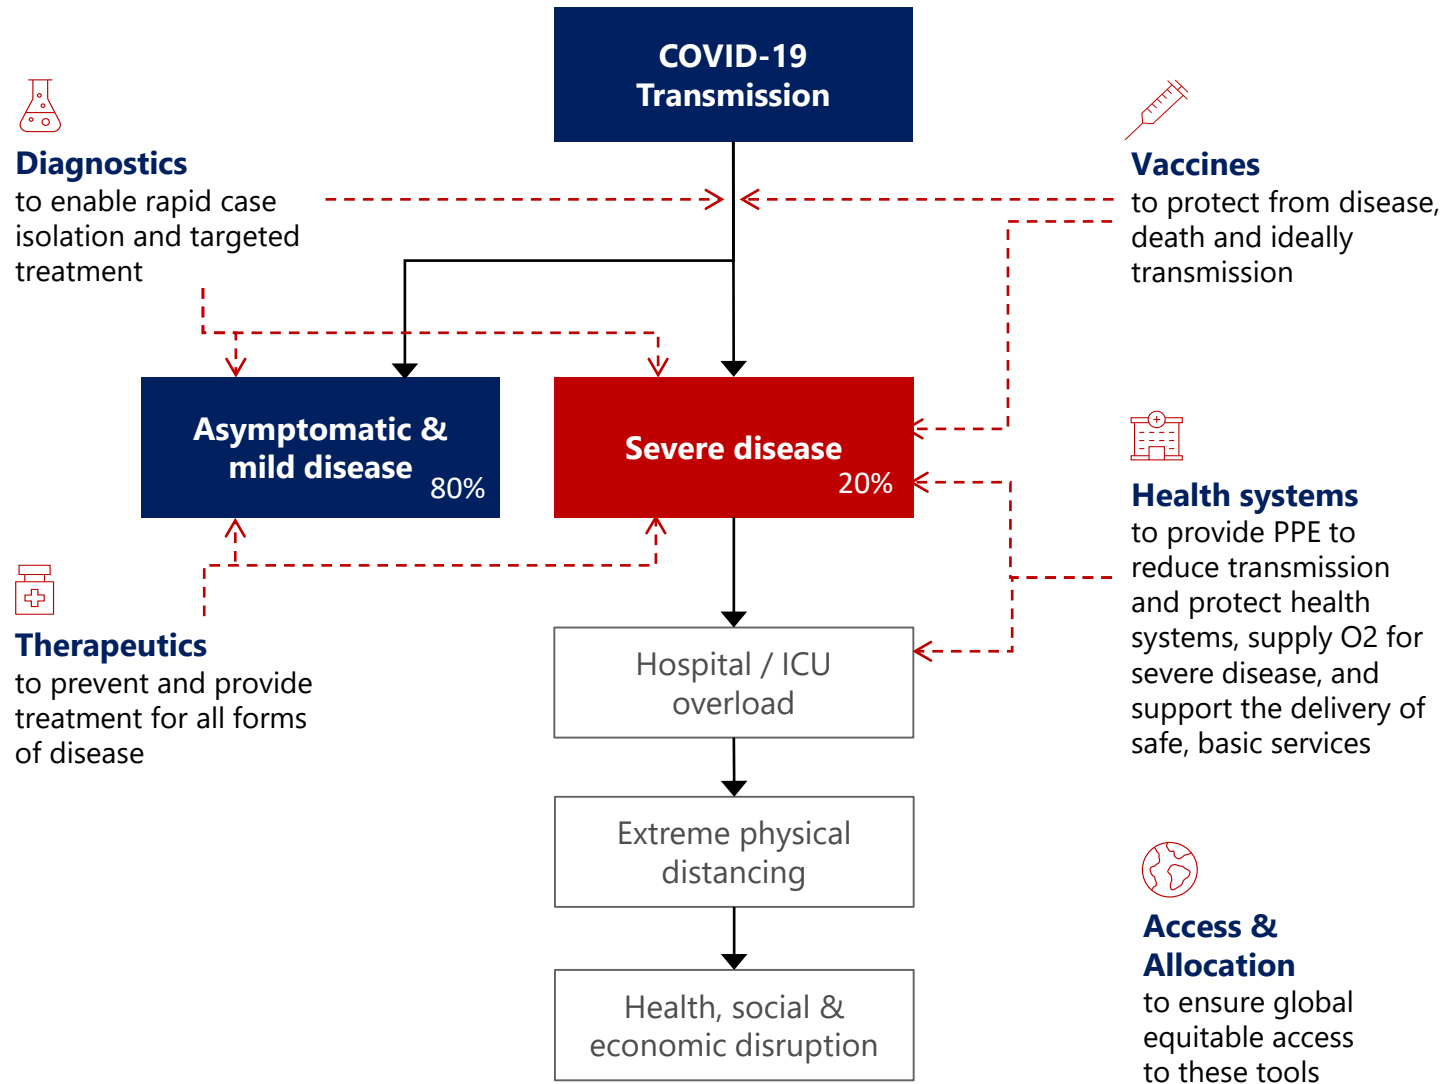 COVID-19
Transmission
Diagnostics
to enable rapid case
isolation and targeted
treatment
Vaccines
to protect from disease,
death and ideally
transmission
Asymptomatic &
mild disease
80%
Severe disease
20%
Health systems
to provide PPE to
reduce transmission
and protect health
systems, supply O2 for
severe disease, and
support the delivery of
safe, basic services
Therapeutics
to prevent and provide
treatment for all forms
of disease
Hospital / ICU
overload
Extreme physical
distancing
Health, social &
economic disruption
Access &
Allocation
to ensure global
equitable access
to these tools